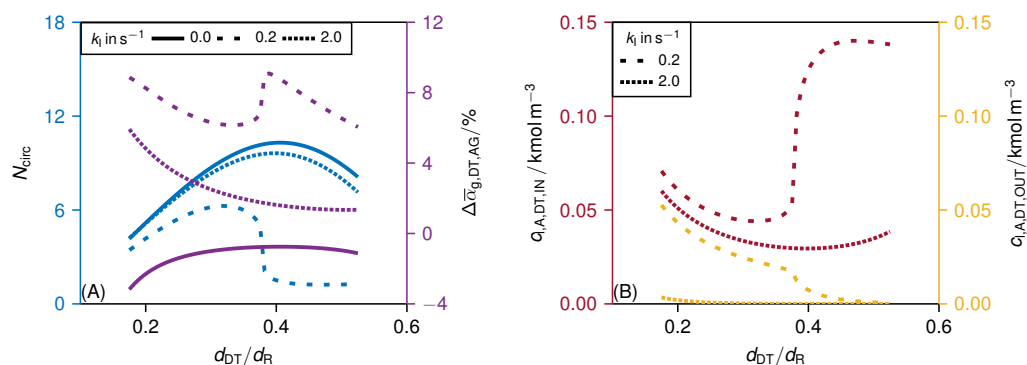 18
12
6
0
N_circ
k_l in s⁻¹ 0.0 0.2 2.0
(A)
12
8
4
0
−4
Δα̅_g,DT,AG/%
0.2 0.4 0.6
d_DT/d_R
0.15
0.10
0.05
0.00
c_l,A,DT,IN / kmol m⁻³
k_l in s⁻¹
0.2
2.0
(B)
0.15
0.10
0.05
0.00
c_l,A,DT,OUT/kmol m⁻³
0.2 0.4 0.6
d_DT/d_R